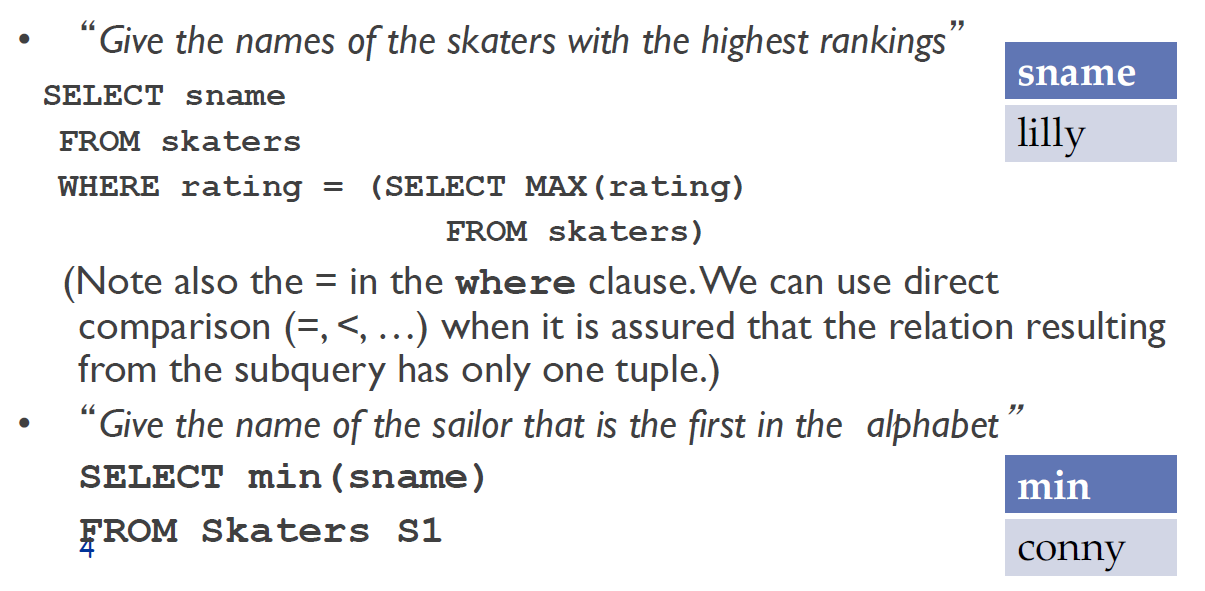 • “Give the names of the skaters with the highest rankings”
SELECT sname
FROM skaters
WHERE rating = (SELECT MAX(rating)
FROM skaters)
sname
lilly
(Note also the = in the where clause. We can use direct
comparison (=, <, …) when it is assured that the relation resulting
from the subquery has only one tuple.)
• “Give the name of the sailor that is the first in the alphabet”
SELECT min(sname)
FROM Skaters S1
4
min
conny